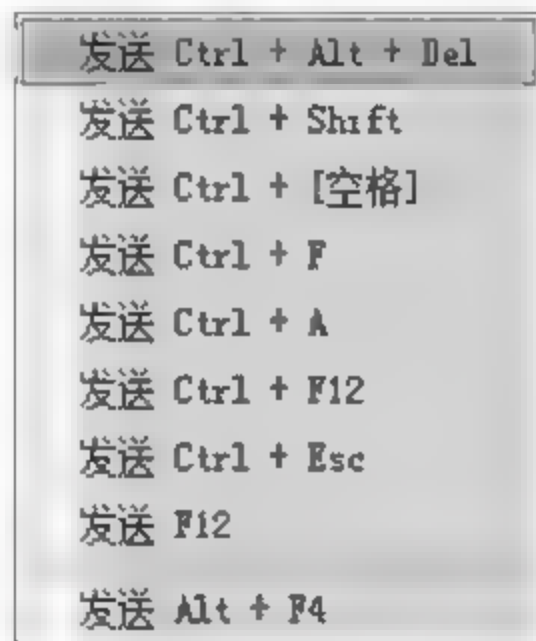 发送 Ctrl + Alt + Del
发送 Ctrl + Shift
发送 Ctrl + [空格]
发送 Ctrl + F
发送 Ctrl + A
发送 Ctrl + F12
发送 Ctrl + Esc
发送 F12
发送 Alt + F4